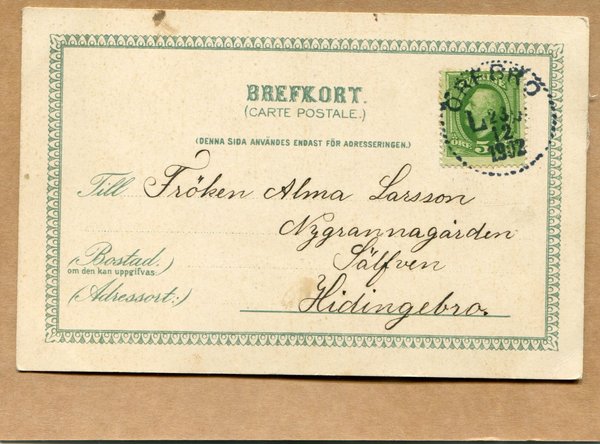 BREFKORT.
(CARTE POSTALE.)
(DENNA SIDA ANVÄNDES ENDAST FÖR ADRESSERINGEN.)
ÖREBRO
12
1902
ÖRE 5
Till Fröken Alma Larsson
Nygrannagården
Sälfven
(Bostad.)
om den kan uppgifvas
(Adressort:)
Hidingebro.